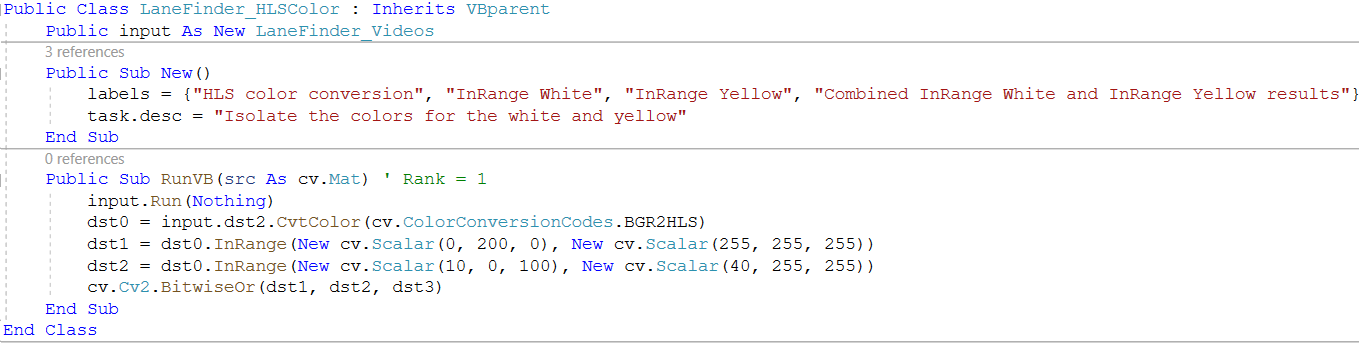 Public Class LaneFinder_HLSColor : Inherits VBparent
    Public input As New LaneFinder_Videos
    3 references
    Public Sub New()
        labels = {"HLS color conversion", "InRange White", "InRange Yellow", "Combined InRange White and InRange Yellow results"}
        task.desc = "Isolate the colors for the white and yellow"
    End Sub
    0 references
    Public Sub RunVB(src As cv.Mat) ' Rank = 1
        input.Run(Nothing)
        dst0 = input.dst2.CvtColor(cv.ColorConversionCodes.BGR2HLS)
        dst1 = dst0.InRange(New cv.Scalar(0, 200, 0), New cv.Scalar(255, 255, 255))
        dst2 = dst0.InRange(New cv.Scalar(10, 0, 100), New cv.Scalar(40, 255, 255))
        cv.Cv2.BitwiseOr(dst1, dst2, dst3)
    End Sub
End Class